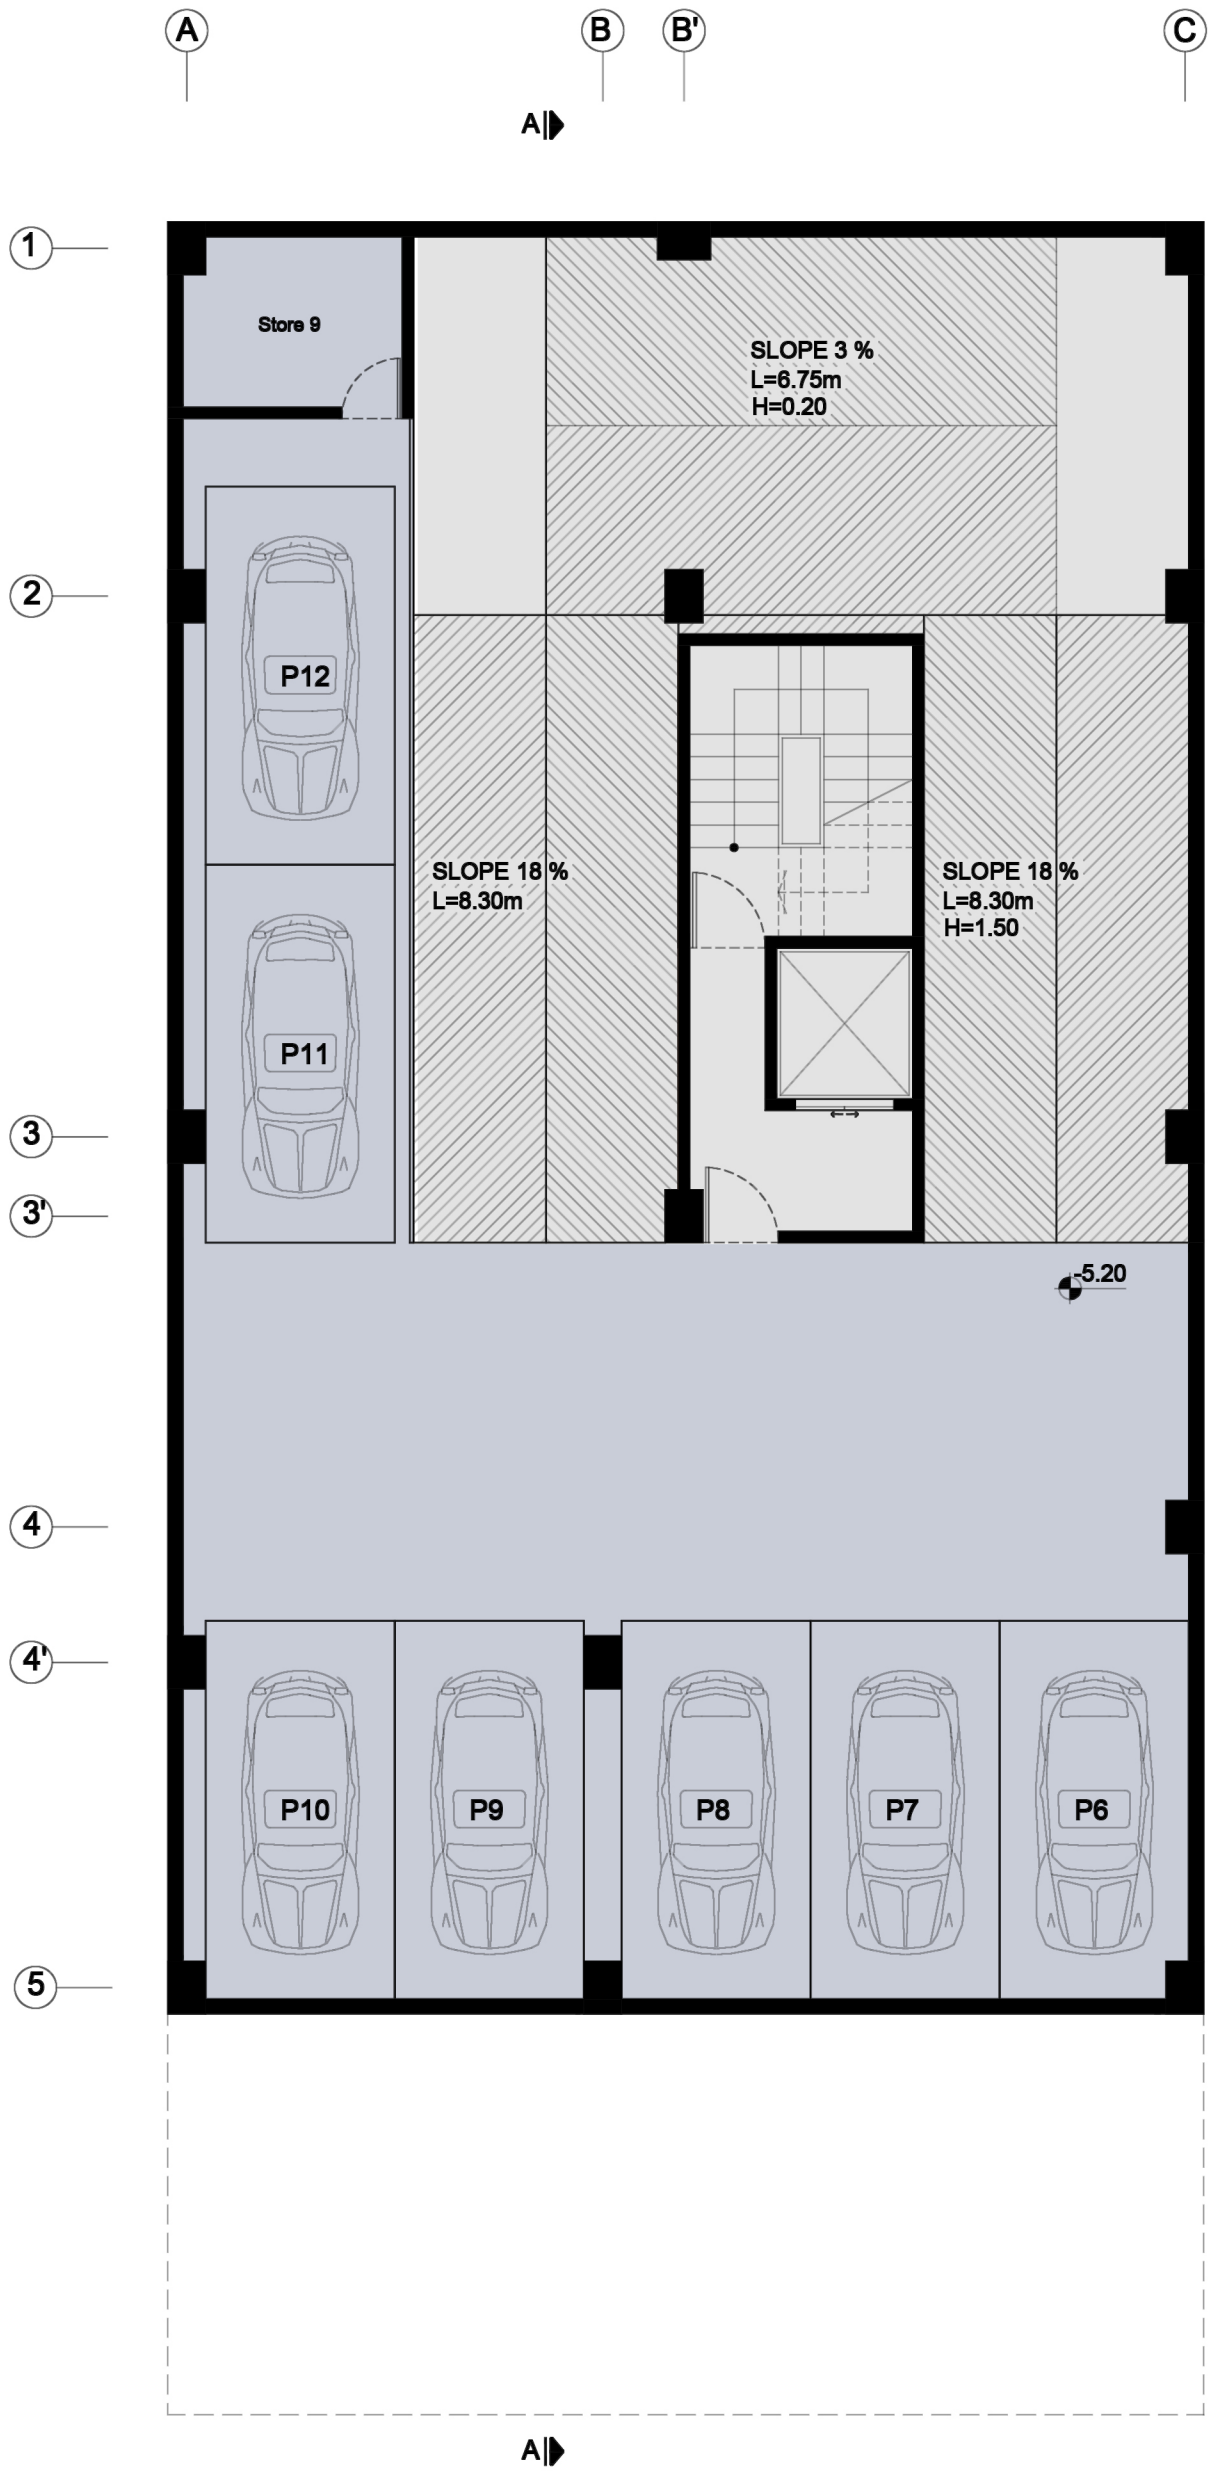 A
B
B'
C
A
1
Store 9
SLOPE 3 %
L=6.75m
H=0.20
2
P12
SLOPE 18 %
L=8.30m
SLOPE 18 %
L=8.30m
H=1.50
P11
3
3'
-5.20
4
4'
P10
P9
P8
P7
P6
5
A